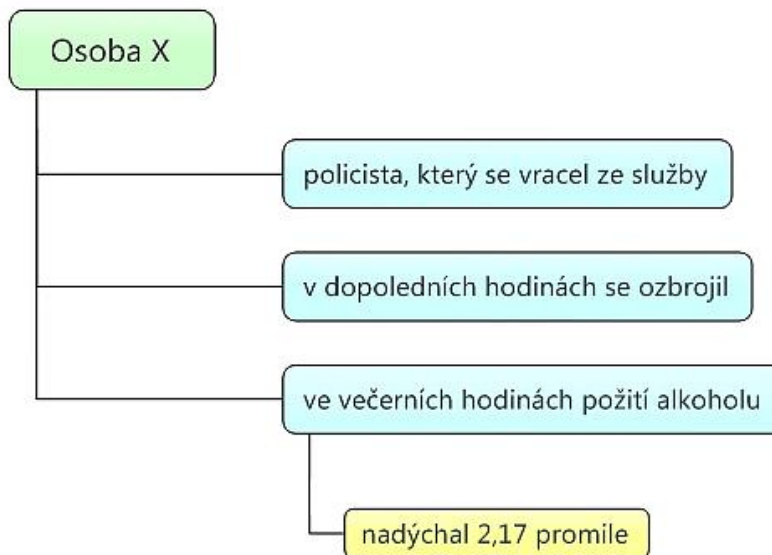 Osoba X
policista, který se vracel ze služby
v dopoledních hodinách se ozbrojil
ve večerních hodinách požití alkoholu
nadýchal 2,17 promile